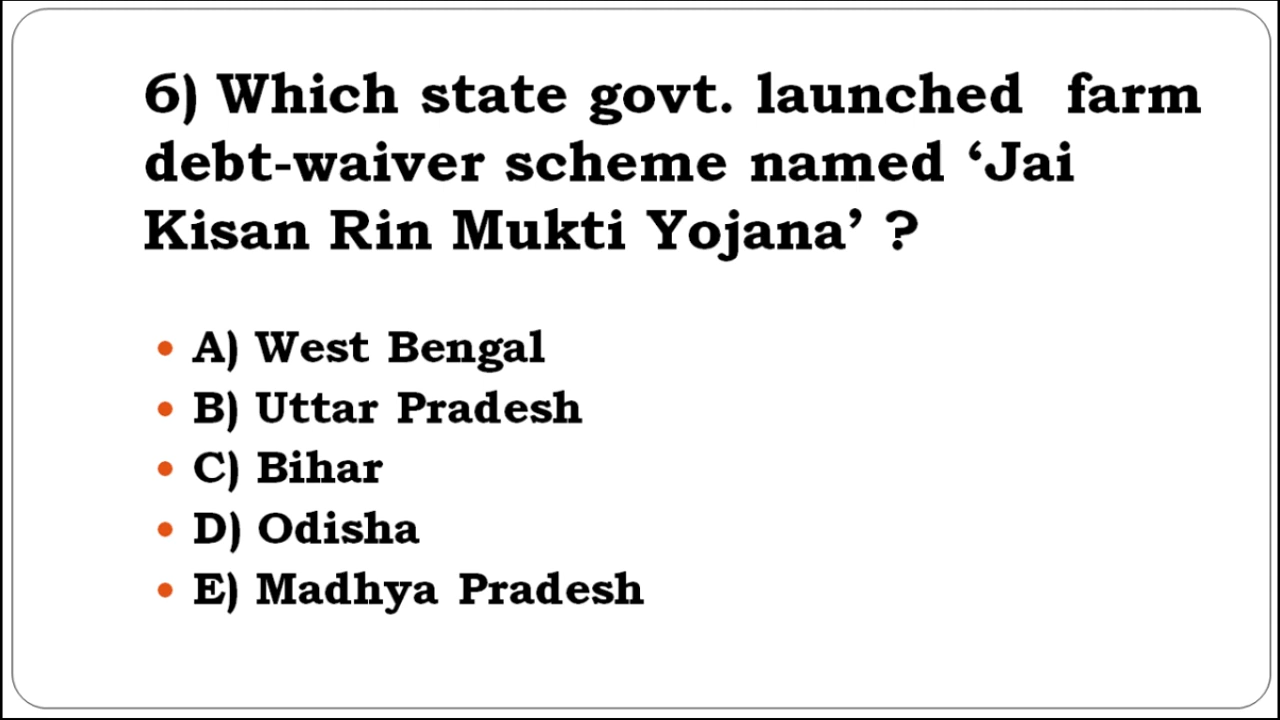 6) Which state govt. launched farm
debt-waiver scheme named ‘Jai
Kisan Rin Mukti Yojana’ ?
• A) West Bengal
• B) Uttar Pradesh
• C) Bihar
• D) Odisha
• E) Madhya Pradesh